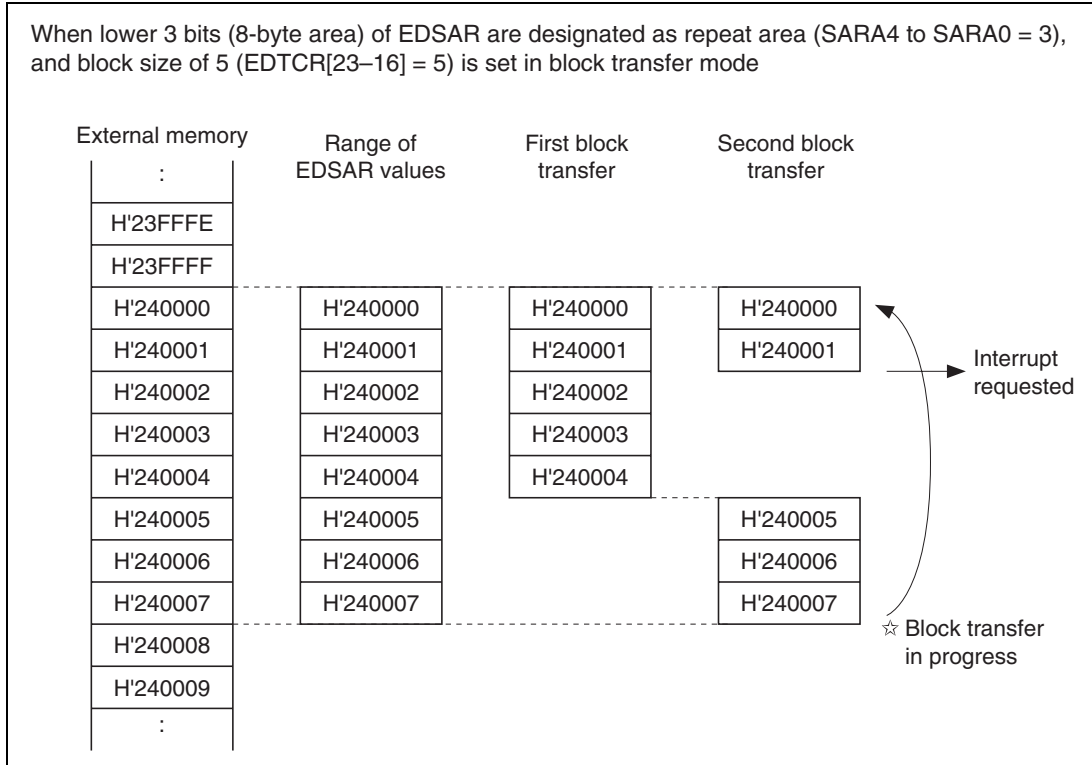 When lower 3 bits (8-byte area) of EDSAR are designated as repeat area (SARA4 to SARA0 = 3),
and block size of 5 (EDTCR[23–16] = 5) is set in block transfer mode
External memory
:
H'23FFFE
H'23FFFF
H'240000
H'240001
H'240002
H'240003
H'240004
H'240005
H'240006
H'240007
H'240008
H'240009
:
Range of
EDSAR values
H'240000
H'240001
H'240002
H'240003
H'240004
H'240005
H'240006
H'240007
First block
transfer
H'240000
H'240001
H'240002
H'240003
H'240004
Second block
transfer
H'240000
H'240001
H'240005
H'240006
H'240007
Interrupt
requested
☆ Block transfer
in progress